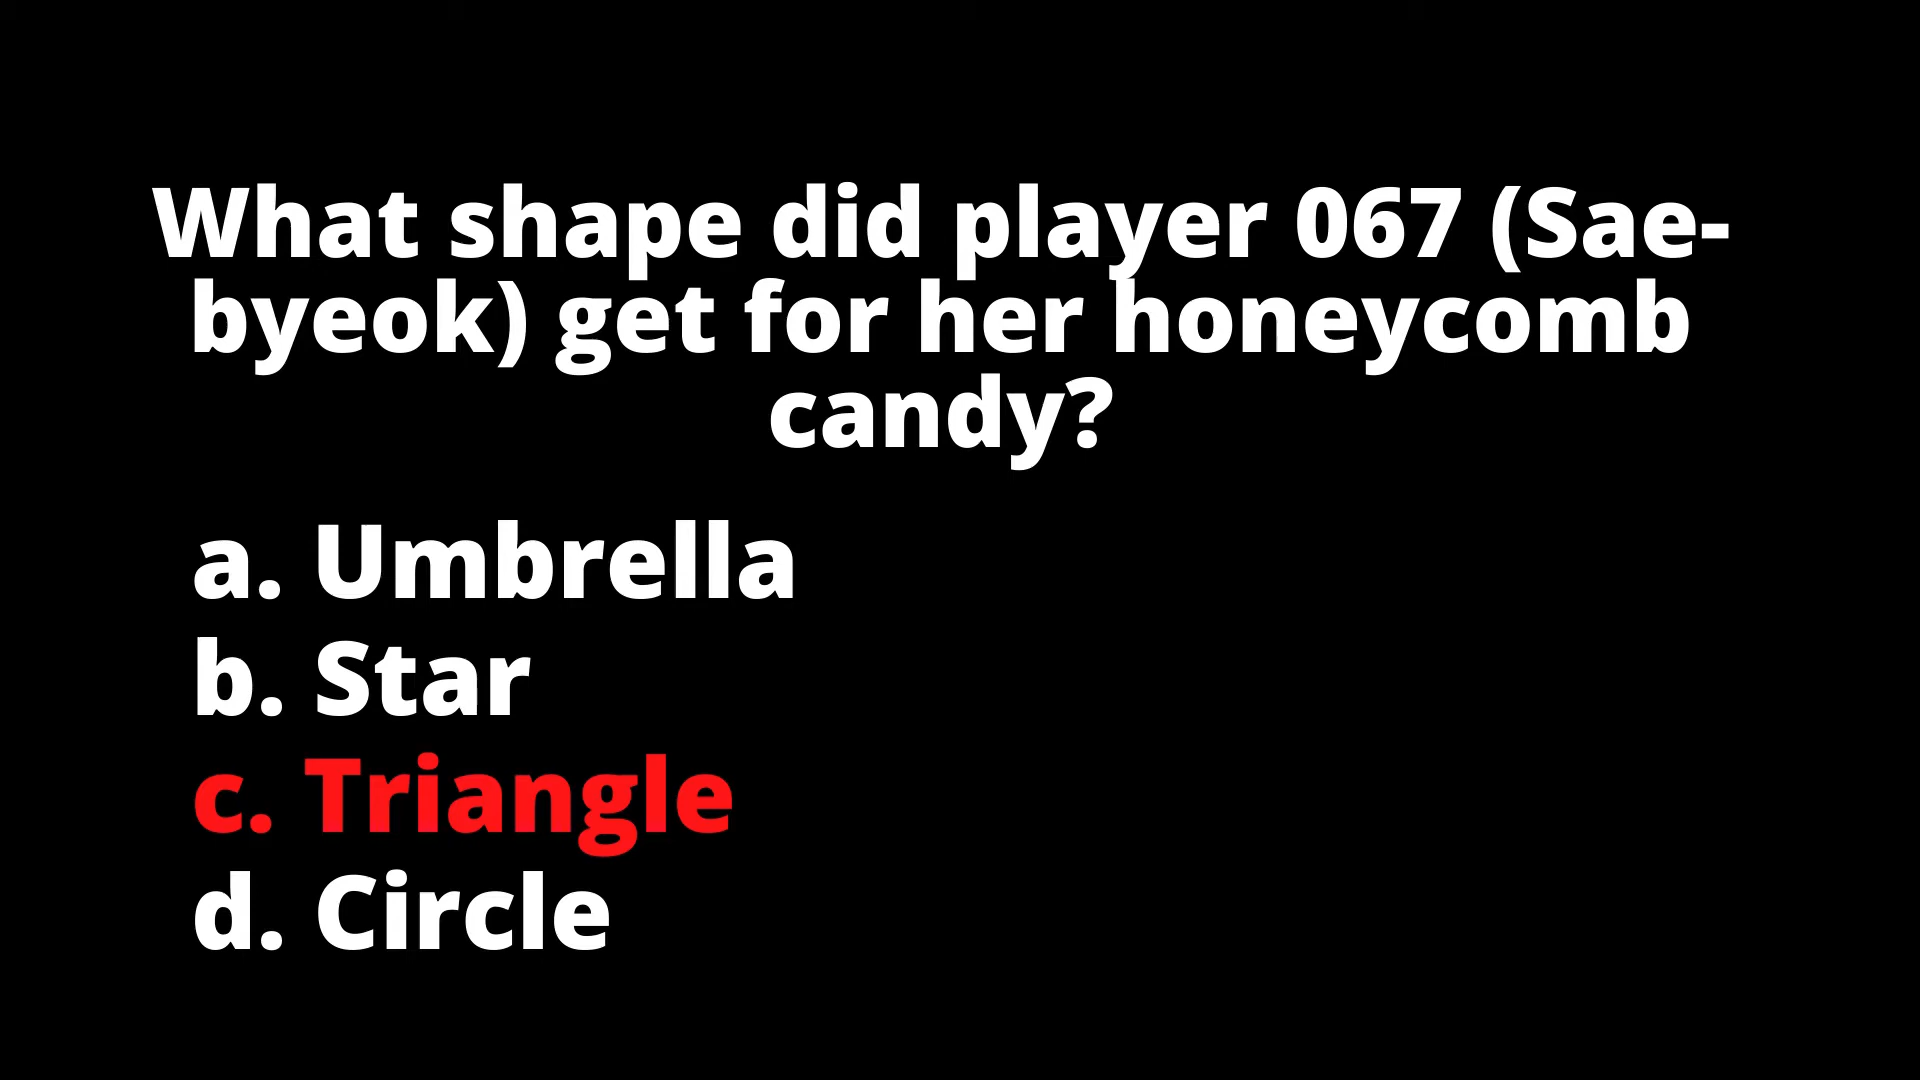 What shape did player 067 (Sae-
byeok) get for her honeycomb
candy?
a. Umbrella
b. Star
c. Triangle
d. Circle